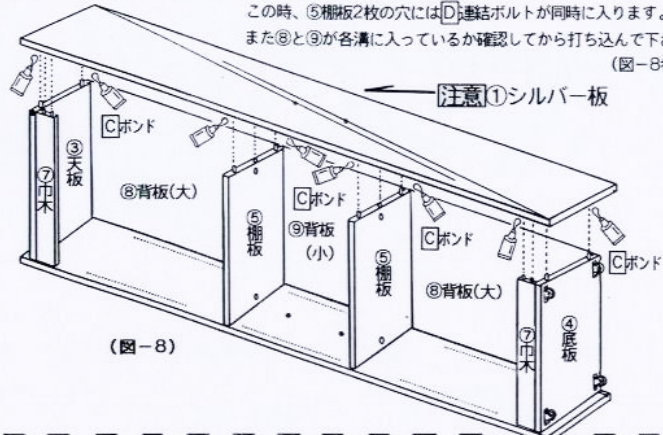 この時、⑤棚板2枚の穴にはD連結ボルトが同時に入ります。
また⑧と⑨が各溝に入っているか確認してから打ち込んで下さ
(図-8
注意①シルバー板
Cボンド
③天板
⑦巾木
⑧背板(大)
Cボンド
⑤棚板
⑨背板
(小)
⑤棚板
Cボンド
Cボンド
⑧背板(大)
⑦巾木
④底板
(図-8)